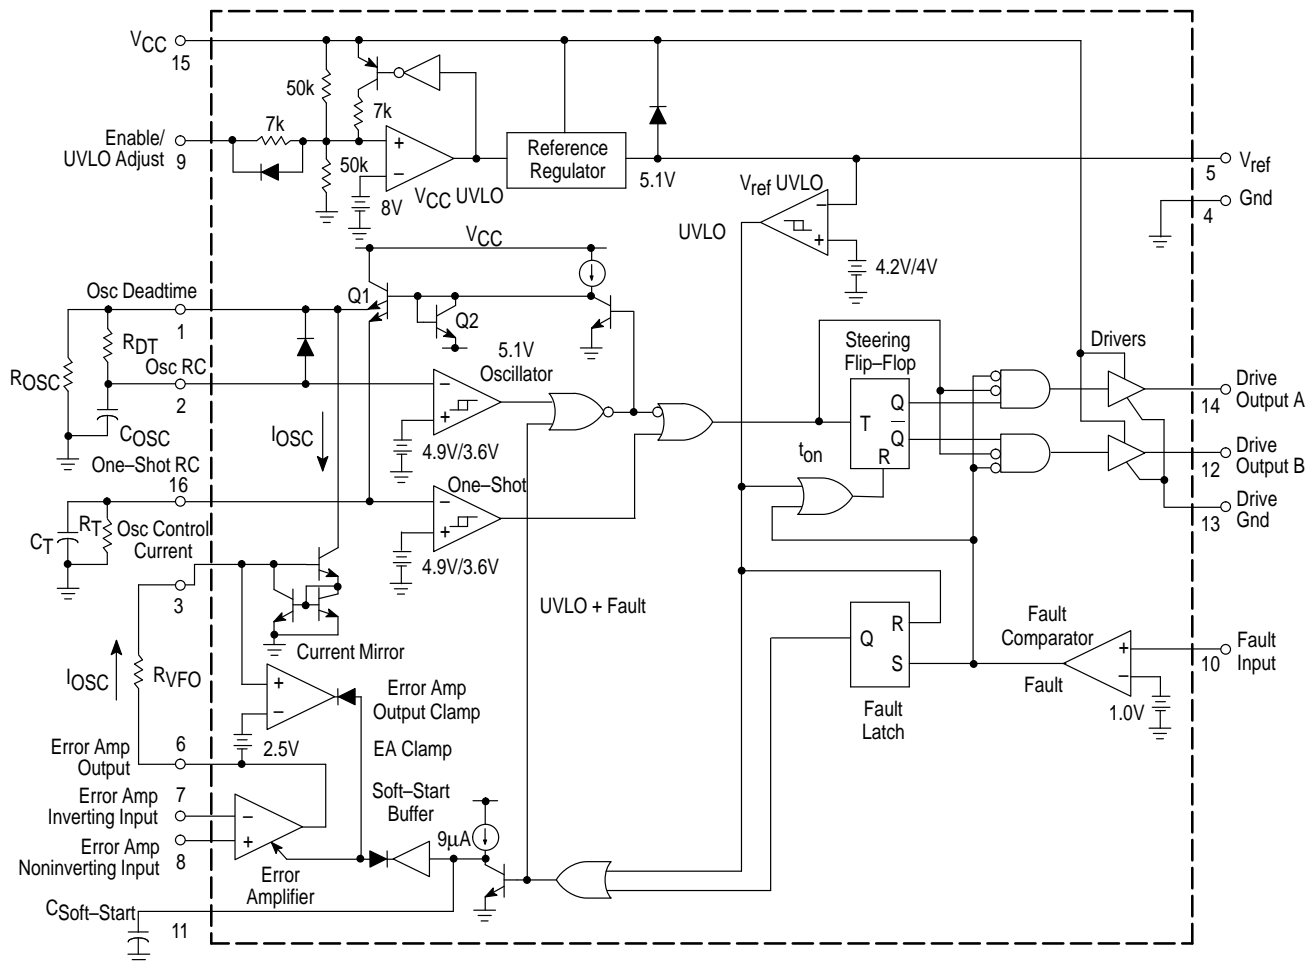 VCC
15
50k
7k
Enable/
UVLO Adjust
9
7k
50k
+
−
8V
VCC UVLO
Reference
Regulator
5.1V
Vref UVLO
−
+
4.2V/4V
UVLO
5
Vref
4
Gnd
VCC
Osc Deadtime
1
Q1
Q2
RDT
ROSC
Osc RC
2
COSC
IOSC
5.1V
Oscillator
−
+
4.9V/3.6V
One–Shot RC
16
CT
RT
Osc Control
Current
3
One–Shot
−
+
4.9V/3.6V
Steering
Flip–Flop
T
Q
Q
R
ton
Drivers
14
Drive
Output A
12
Drive
Output B
13
Drive
Gnd
UVLO + Fault
IOSC
RVFO
Current Mirror
+
−
2.5V
Error Amp
Output Clamp
EA Clamp
Q
R
S
Fault
Latch
Fault
Comparator
Fault
+
−
1.0V
10
Fault
Input
Error Amp
Output
6
Error Amp
Inverting Input
7
Error Amp
Noninverting Input
8
−
+
Error
Amplifier
Soft–Start
Buffer
9µA
CSoft–Start
11